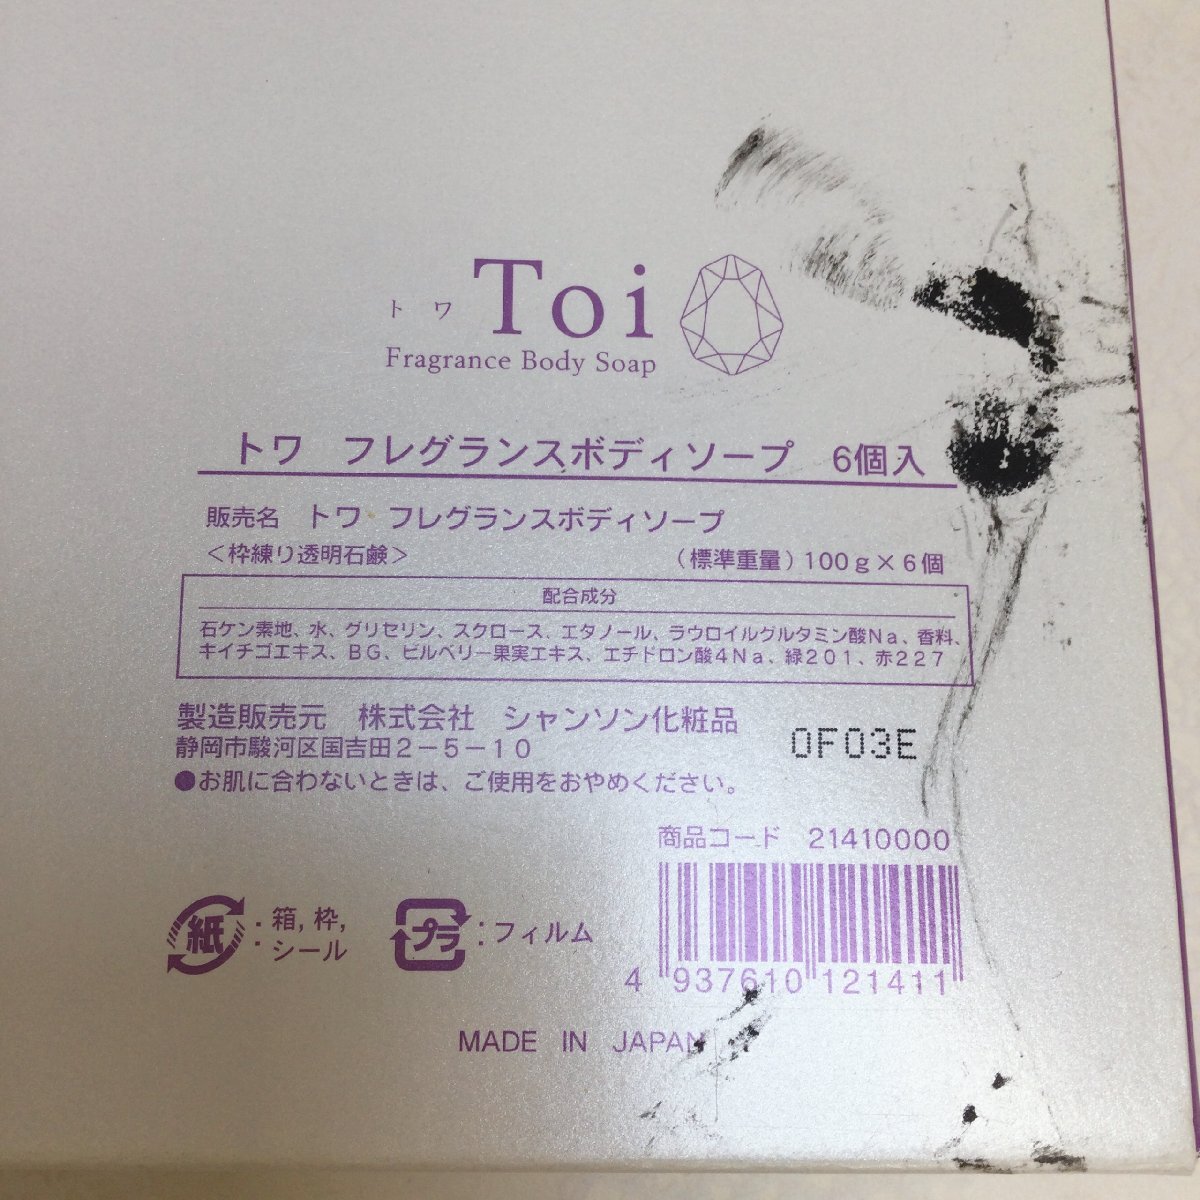 トワ Toi
Fragrance Body Soap
トワ　フレグランスボディソープ　6個入
販売名　トワ　フレグランスボディソープ
＜枠練り透明石鹸＞　（標準重量）100ｇ×６個
配合成分
石ケン素地、水、グリセリン、スクロース、エタノール、ラウロイルグルタミン酸Ｎａ、香料、
キイチゴエキス、ＢＧ、ビルベリー果実エキス、エチドロン酸４Ｎａ、緑２０１、赤２２７
製造販売元　株式会社　シャンソン化粧品
静岡市駿河区国吉田２－５－１０
0F03E
●お肌に合わないときは、ご使用をおやめください。
商品コード　21410000
紙：箱, 枠, シール
プラ：フィルム
4 937610 121411
MADE IN JAPAN